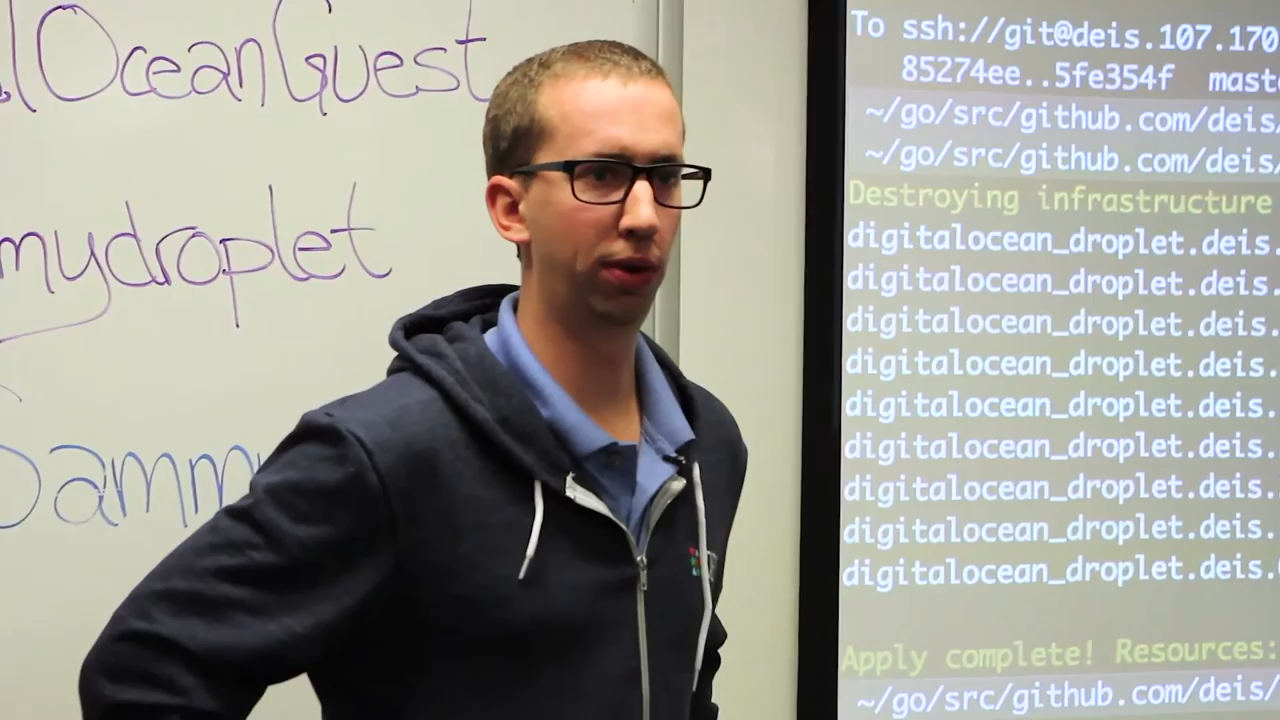 lOceanGuest
mydroplet
Sammy
To ssh://git@deis.107.170
85274ee..5fe354f mast
~/go/src/github.com/deis/
~/go/src/github.com/deis/
Destroying infrastructure
digitalocean_droplet.deis.
digitalocean_droplet.deis.
digitalocean_droplet.deis.
digitalocean_droplet.deis.
digitalocean_droplet.deis.
digitalocean_droplet.deis.
digitalocean_droplet.deis.
digitalocean_droplet.deis.
digitalocean_droplet.deis.
Apply complete! Resources:
~/go/src/github.com/deis/